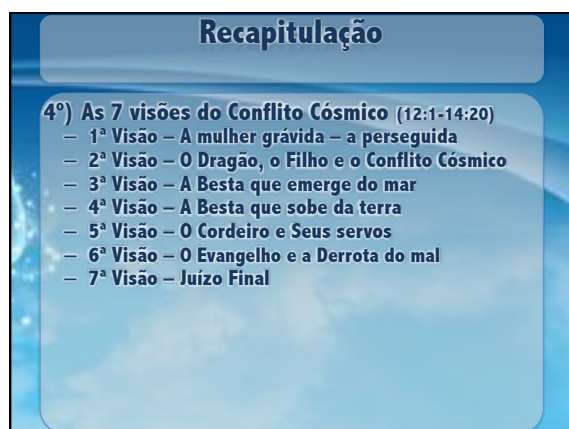 Recapitulação
4º) As 7 visões do Conflito Cósmico (12:1-14:20)
– 1ª Visão – A mulher grávida – a perseguida
– 2ª Visão – O Dragão, o Filho e o Conflito Cósmico
– 3ª Visão – A Besta que emerge do mar
– 4ª Visão – A Besta que sobe da terra
– 5ª Visão – O Cordeiro e Seus servos
– 6ª Visão – O Evangelho e a Derrota do mal
– 7ª Visão – Juízo Final